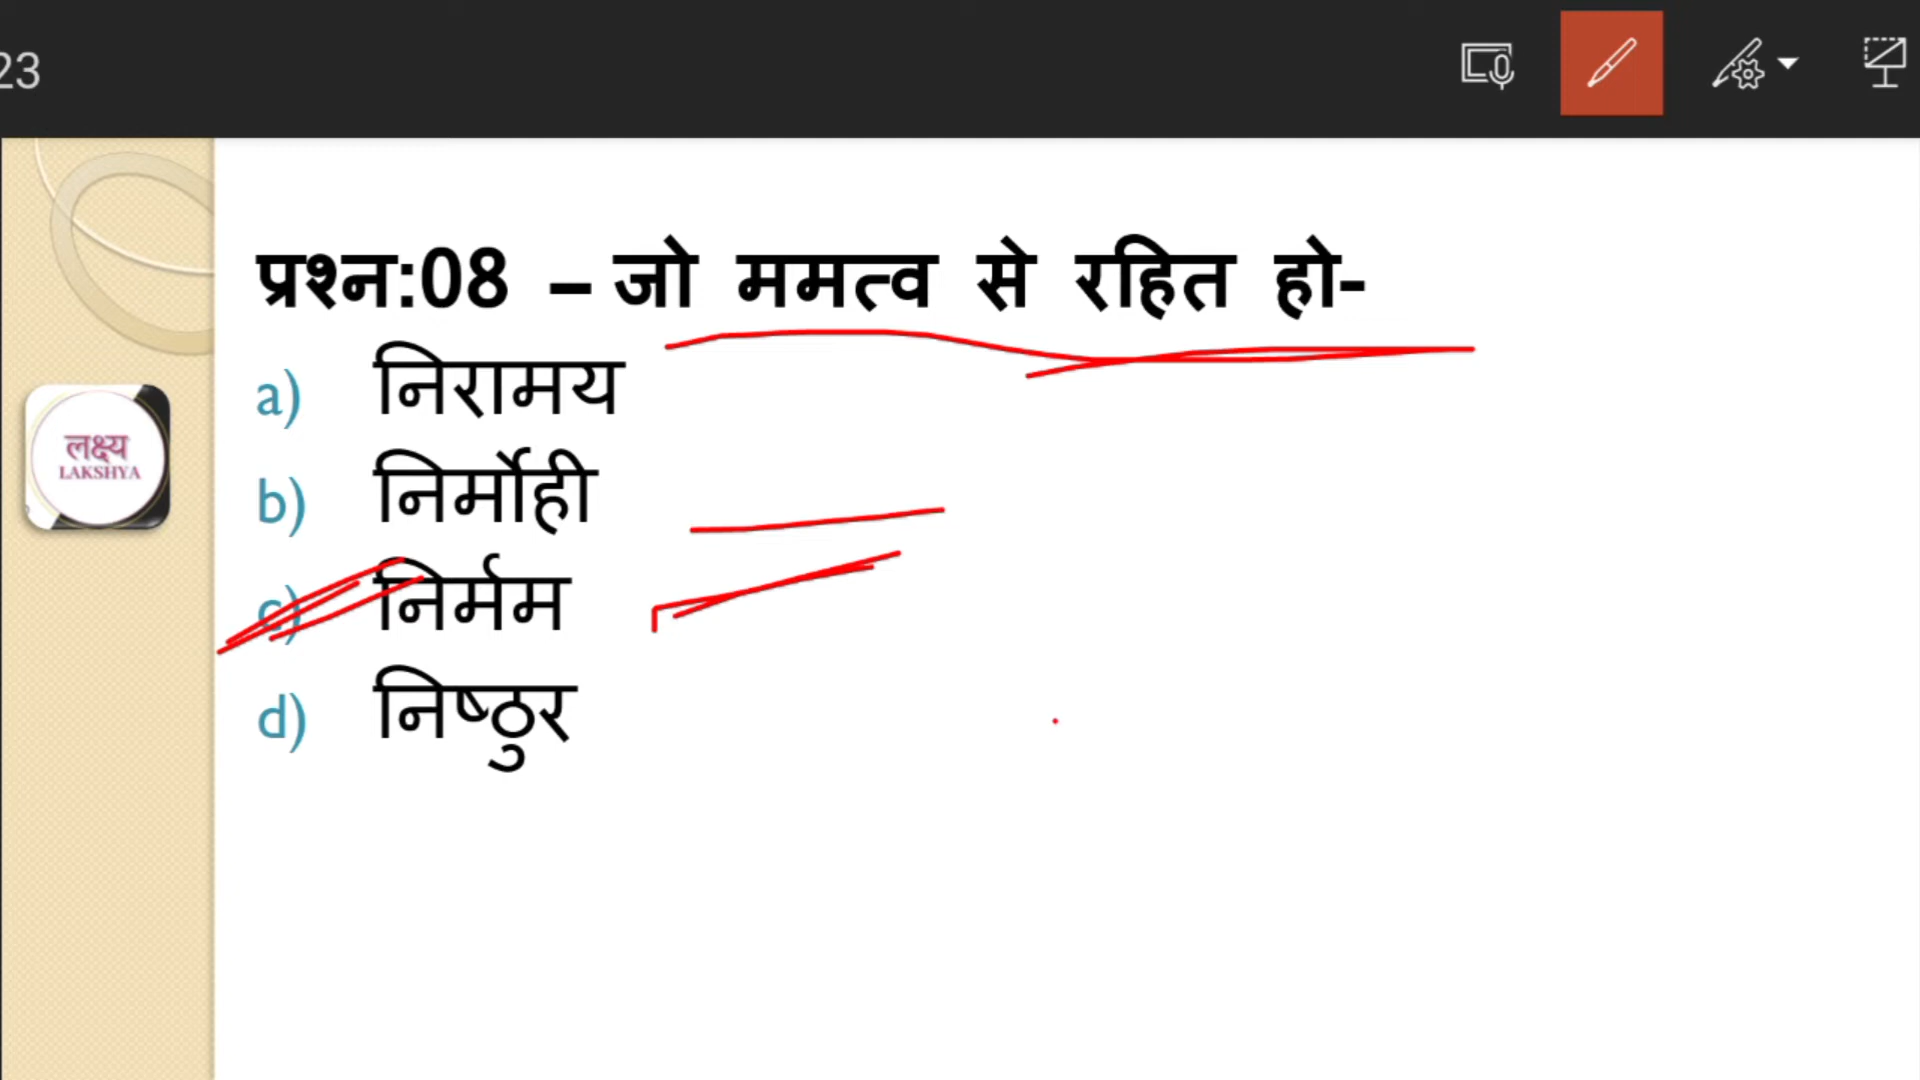 23
प्रश्न:08 – जो ममत्व से रहित हो-
a) निरामय
b) निर्मोही
c) निर्मम
d) निष्ठुर
लक्ष्य
LAKSHYA